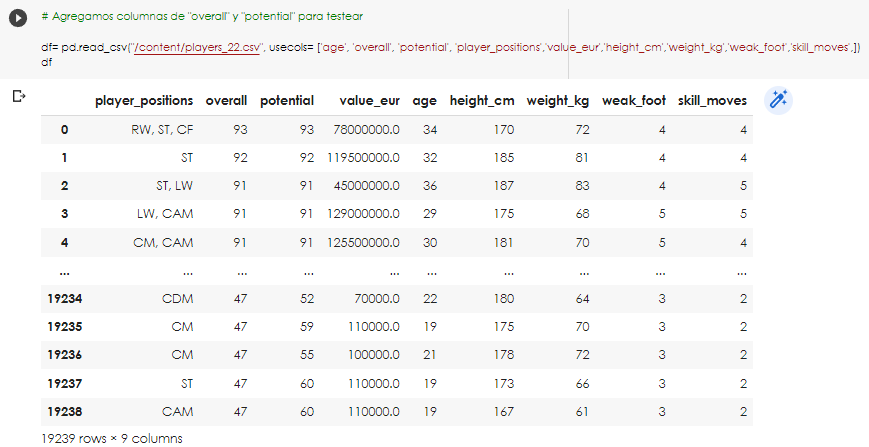 # Agregamos columnas de "overall" y "potential" para testear
df= pd.read_csv("/content/players_22.csv", usecols= ['age', 'overall', 'potential', 'player_positions','value_eur','height_cm','weight_kg','weak_foot','skill_moves',])
df
player_positions overall potential value_eur age height_cm weight_kg weak_foot skill_moves
0 RW, ST, CF 93 93 78000000.0 34 170 72 4 4
1 ST 92 92 119500000.0 32 185 81 4 4
2 ST, LW 91 91 45000000.0 36 187 83 4 5
3 LW, CAM 91 91 129000000.0 29 175 68 5 5
4 CM, CAM 91 91 125500000.0 30 181 70 5 4
... ... ... ... ... ... ... ... ... ...
19234 CDM 47 52 70000.0 22 180 64 3 2
19235 CM 47 59 110000.0 19 175 70 3 2
19236 CM 47 55 100000.0 21 178 72 3 2
19237 ST 47 60 110000.0 19 173 66 3 2
19238 CAM 47 60 110000.0 19 167 61 3 2
19239 rows × 9 columns